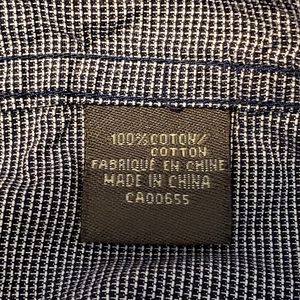 100% COTON/
COTTON
FABRIQUÉ EN CHINE
MADE IN CHINA
CA00655